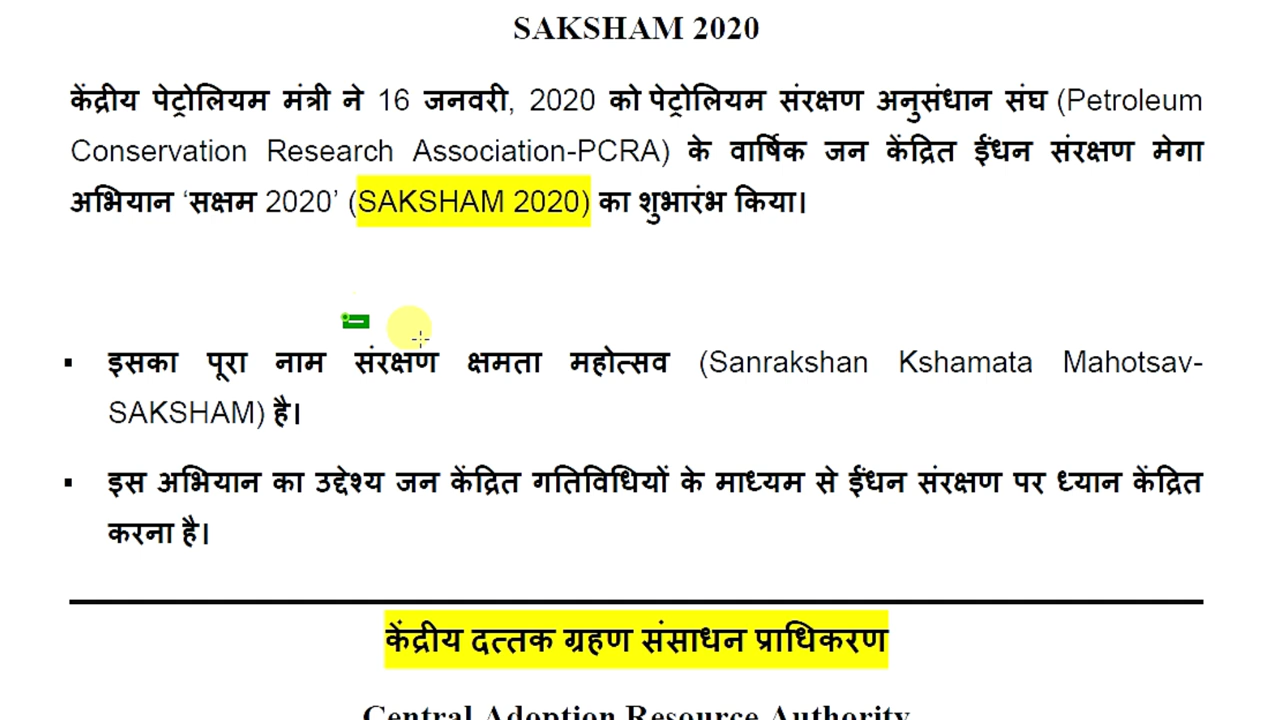 SAKSHAM 2020
केंद्रीय पेट्रोलियम मंत्री ने 16 जनवरी, 2020 को पेट्रोलियम संरक्षण अनुसंधान संघ (Petroleum
Conservation Research Association-PCRA) के वार्षिक जन केंद्रित ईंधन संरक्षण मेगा
अभियान ‘सक्षम 2020’ (SAKSHAM 2020) का शुभारंभ किया।
▪ इसका पूरा नाम संरक्षण क्षमता महोत्सव (Sanrakshan Kshamata Mahotsav-
SAKSHAM) है।
▪ इस अभियान का उद्देश्य जन केंद्रित गतिविधियों के माध्यम से ईंधन संरक्षण पर ध्यान केंद्रित
करना है।
केंद्रीय दत्तक ग्रहण संसाधन प्राधिकरण
Central Adoption Resource Authority